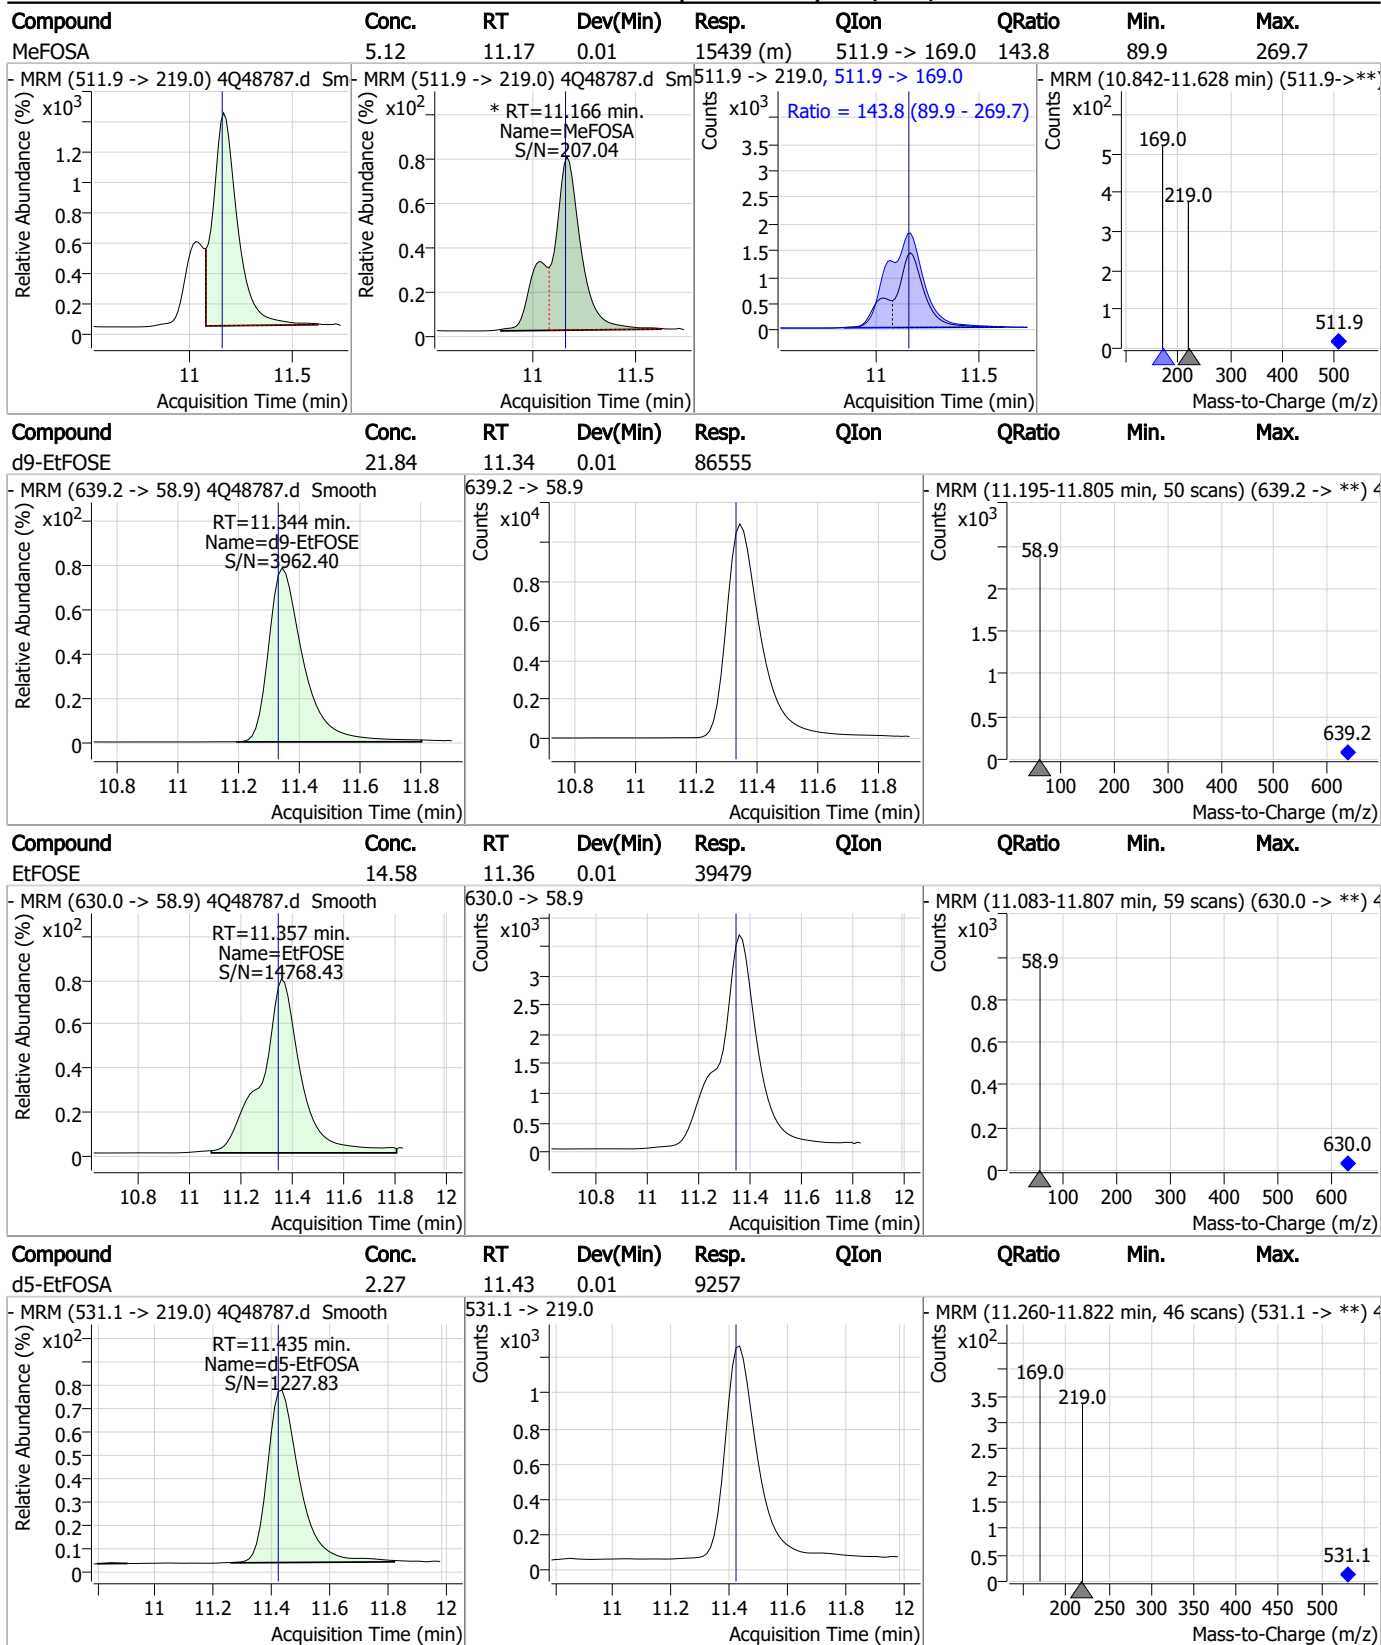 Compound Conc. RT Dev(Min) Resp. QIon QRatio Min. Max.
MeFOSA 5.12 11.17 0.01 15439 (m) 511.9 -> 169.0 143.8 89.9 269.7
- MRM (511.9 -> 219.0) 4Q48787.d Sm
Relative Abundance (%)
x10³
1.2
1
0.8
0.6
0.4
0.2
0
11 11.5
Acquisition Time (min)
- MRM (511.9 -> 219.0) 4Q48787.d Sm
Relative Abundance (%)
x10²
* RT=11.166 min.
Name=MeFOSA
S/N=207.04
0.8
0.6
0.4
0.2
0
11 11.5
Acquisition Time (min)
511.9 -> 219.0, 511.9 -> 169.0
Counts
x10³
Ratio = 143.8 (89.9 - 269.7)
3.5
3
2.5
2
1.5
1
0.5
0
11 11.5
Acquisition Time (min)
- MRM (10.842-11.628 min) (511.9->**)
Counts
x10²
169.0
219.0
511.9
5
4
3
2
1
0
200 300 400 500
Mass-to-Charge (m/z)
Compound Conc. RT Dev(Min) Resp. QIon QRatio Min. Max.
d9-EtFOSE 21.84 11.34 0.01 86555
- MRM (639.2 -> 58.9) 4Q48787.d Smooth
Relative Abundance (%)
x10²
RT=11.344 min.
Name=d9-EtFOSE
S/N=3962.40
0.8
0.6
0.4
0.2
0
10.8 11 11.2 11.4 11.6 11.8
Acquisition Time (min)
639.2 -> 58.9
Counts
x10⁴
0.8
0.6
0.4
0.2
0
10.8 11 11.2 11.4 11.6 11.8
Acquisition Time (min)
- MRM (11.195-11.805 min, 50 scans) (639.2 -> **) 4
Counts
x10³
58.9
639.2
2
1.5
1
0.5
0
100 200 300 400 500 600
Mass-to-Charge (m/z)
Compound Conc. RT Dev(Min) Resp. QIon QRatio Min. Max.
EtFOSE 14.58 11.36 0.01 39479
- MRM (630.0 -> 58.9) 4Q48787.d Smooth
Relative Abundance (%)
x10²
RT=11.357 min.
Name=EtFOSE
S/N=14768.43
0.8
0.6
0.4
0.2
0
10.8 11 11.2 11.4 11.6 11.8 12
Acquisition Time (min)
630.0 -> 58.9
Counts
x10³
3
2.5
2
1.5
1
0.5
0
10.8 11 11.2 11.4 11.6 11.8 12
Acquisition Time (min)
- MRM (11.083-11.807 min, 59 scans) (630.0 -> **) 4
Counts
x10³
58.9
630.0
0.8
0.6
0.4
0.2
0
100 200 300 400 500 600
Mass-to-Charge (m/z)
Compound Conc. RT Dev(Min) Resp. QIon QRatio Min. Max.
d5-EtFOSA 2.27 11.43 0.01 9257
- MRM (531.1 -> 219.0) 4Q48787.d Smooth
Relative Abundance (%)
x10²
RT=11.435 min.
Name=d5-EtFOSA
S/N=1227.83
0.8
0.7
0.6
0.5
0.4
0.3
0.2
0.1
0
11 11.2 11.4 11.6 11.8 12
Acquisition Time (min)
531.1 -> 219.0
Counts
x10³
1
0.8
0.6
0.4
0.2
0
11 11.2 11.4 11.6 11.8 12
Acquisition Time (min)
- MRM (11.260-11.822 min, 46 scans) (531.1 -> **) 4
Counts
x10²
169.0
219.0
531.1
3.5
3
2.5
2
1.5
1
0.5
0
200 250 300 350 400 450 500
Mass-to-Charge (m/z)